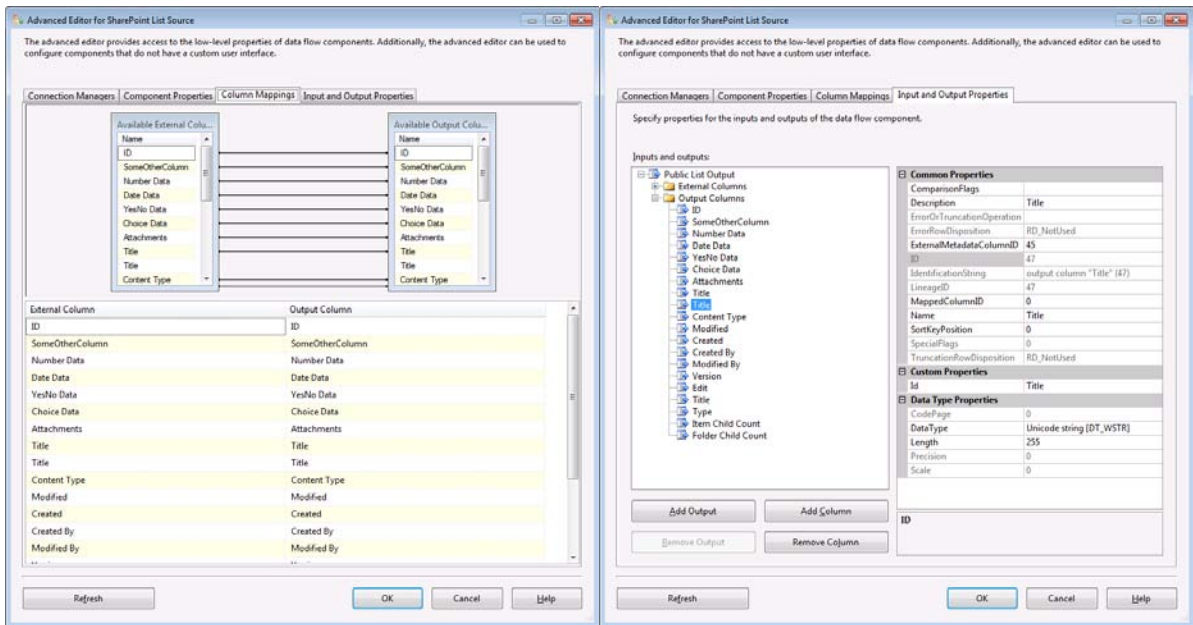 Advanced Editor for SharePoint List Source
The advanced editor provides access to the low-level properties of data flow components. Additionally, the advanced editor can be used to
configure components that do not have a custom user interface.
Connection Managers Component Properties Column Mappings Input and Output Properties
Available External Colu...
Name
ID
SomeOtherColumn
Number Data
Date Data
YesNo Data
Choice Data
Attachments
Title
Title
Content Type
Available Output Colu...
Name
ID
SomeOtherColumn
Number Data
Date Data
YesNo Data
Choice Data
Attachments
Title
Title
Content Type
External Column Output Column
ID ID
SomeOtherColumn SomeOtherColumn
Number Data Number Data
Date Data Date Data
YesNo Data YesNo Data
Choice Data Choice Data
Attachments Attachments
Title Title
Title Title
Content Type Content Type
Modified Modified
Created Created
Created By Created By
Modified By Modified By
Refresh OK Cancel Help
Advanced Editor for SharePoint List Source
The advanced editor provides access to the low-level properties of data flow components. Additionally, the advanced editor can be used to
configure components that do not have a custom user interface.
Connection Managers Component Properties Column Mappings Input and Output Properties
Specify properties for the inputs and outputs of the data flow component.
Inputs and outputs:
Public List Output
External Columns
Output Columns
ID
SomeOtherColumn
Number Data
Date Data
YesNo Data
Choice Data
Attachments
Title
Title
Content Type
Modified
Created
Created By
Modified By
Version
Edit
Title
Type
Item Child Count
Folder Child Count
Common Properties
ComparisonFlags
Description Title
ErrorOrTruncationOperation
ErrorRowDisposition RD_NotUsed
ExternalMetadataColumnID 45
ID 47
IdentificationString output column "Title" (47)
LineageID 47
MappedColumnID 0
Name Title
SortKeyPosition 0
SpecialFlags 0
TruncationRowDisposition RD_NotUsed
Custom Properties
Id Title
Data Type Properties
CodePage 0
DataType Unicode string [DT_WSTR]
Length 255
Precision 0
Scale 0
Add Output Add Column
Remove Output Remove Column
ID
Refresh OK Cancel Help